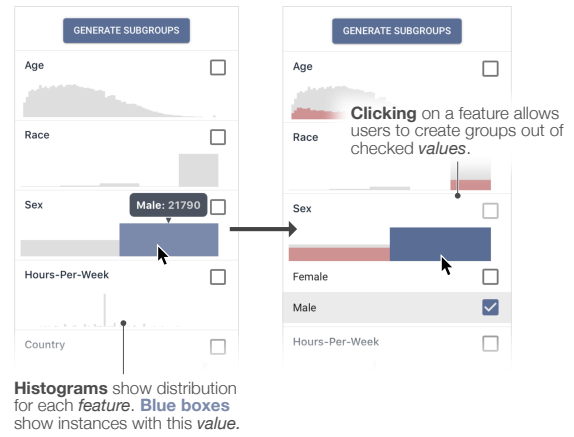 GENERATE SUBGROUPS
Age
Race
Sex
Male: 21790
Hours-Per-Week
Country
Histograms show distribution
for each feature. Blue boxes
show instances with this value.
GENERATE SUBGROUPS
Age
Clicking on a feature allows
users to create groups out of
checked values.
Race
Sex
Female
Male
Hours-Per-Week